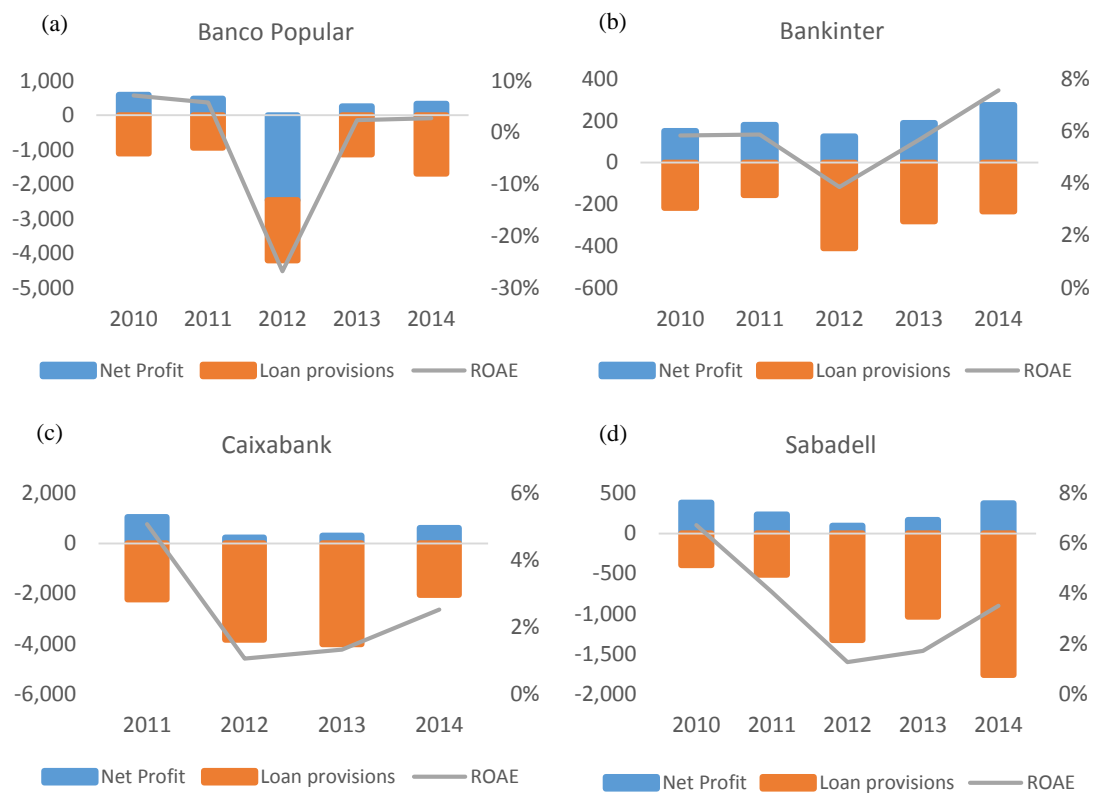 (a)
Banco Popular
1,000
0
-1,000
-2,000
-3,000
-4,000
-5,000
10%
0%
-10%
-20%
-30%
2010 2011 2012 2013 2014
Net Profit Loan provisions ROAE
(b)
Bankinter
400
200
0
-200
-400
-600
8%
6%
4%
2%
0%
2010 2011 2012 2013 2014
Net Profit Loan provisions ROAE
(c)
Caixabank
2,000
0
-2,000
-4,000
-6,000
6%
4%
2%
0%
2011 2012 2013 2014
Net Profit Loan provisions ROAE
(d)
Sabadell
500
0
-500
-1,000
-1,500
-2,000
8%
6%
4%
2%
0%
2010 2011 2012 2013 2014
Net Profit Loan provisions ROAE